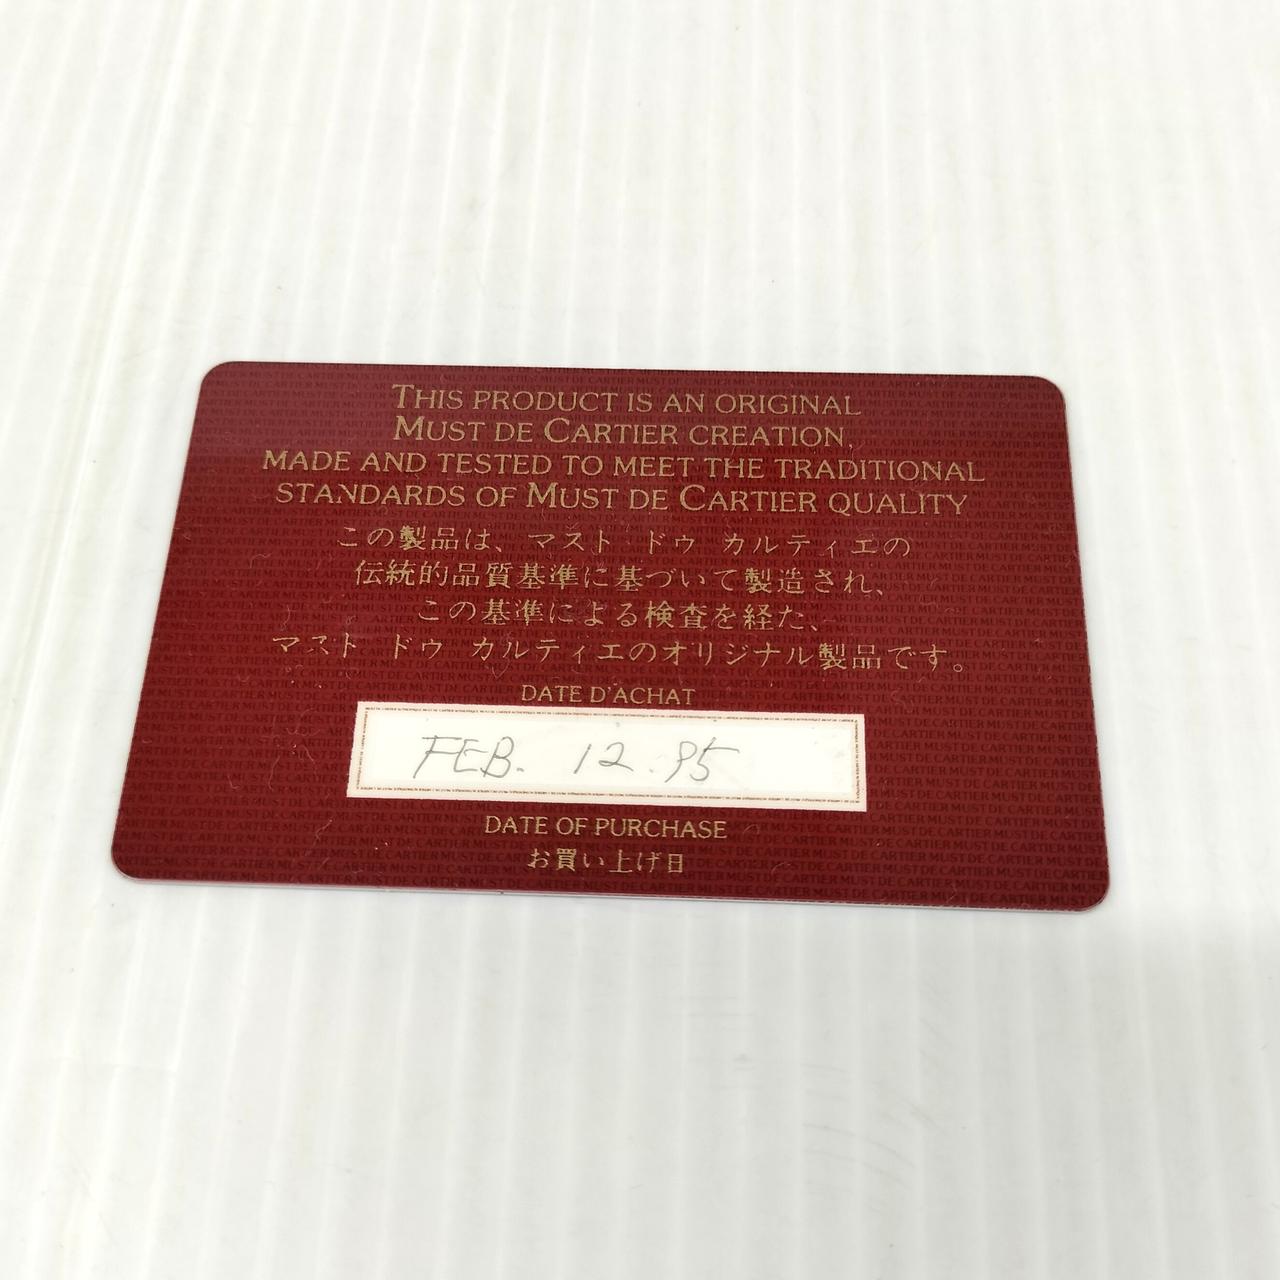 THIS PRODUCT IS AN ORIGINAL
MUST DE CARTIER CREATION,
MADE AND TESTED TO MEET THE TRADITIONAL
STANDARDS OF MUST DE CARTIER QUALITY
この製品は、マスト ドゥ カルティエの
伝統的品質基準に基づいて製造され、
この基準による検査を経た、
マスト ドゥ カルティエのオリジナル製品です。
DATE D'ACHAT
FEB. 12.95
DATE OF PURCHASE
お買い上げ日